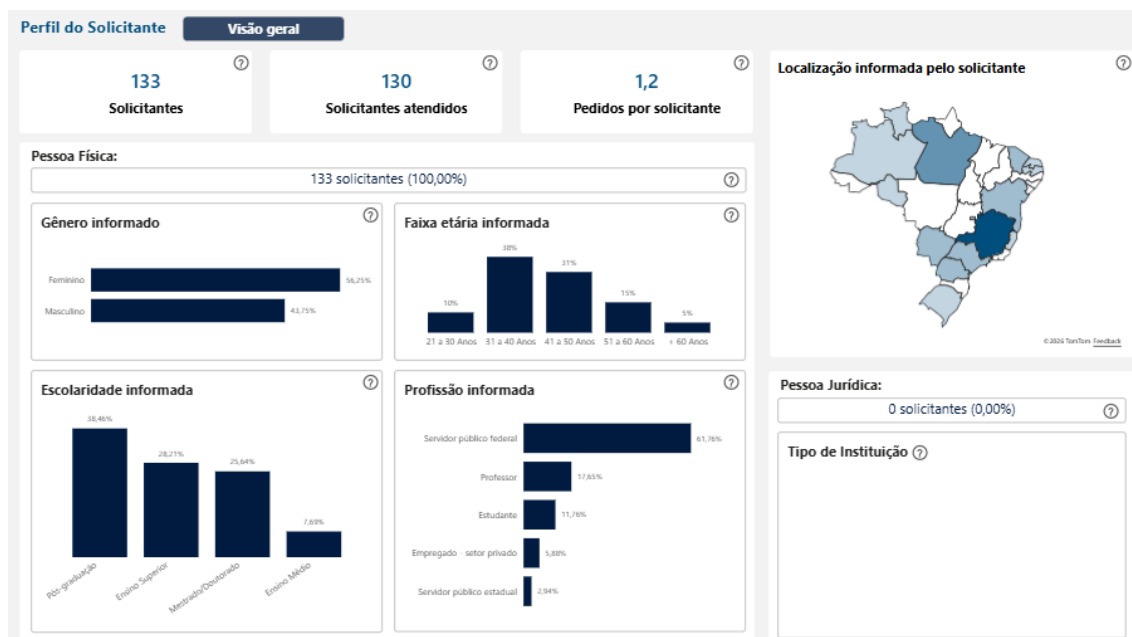 Perfil do Solicitante
Visão geral
133
Solicitantes
130
Solicitantes atendidos
1,2
Pedidos por solicitante
Localização informada pelo solicitante
© 2026 TomTom Feedback
Pessoa Física:
133 solicitantes (100,00%)
Gênero informado
Feminino
56,25%
Masculino
43,75%
Faixa etária informada
10%
38%
31%
15%
5%
21 a 30 Anos
31 a 40 Anos
41 a 50 Anos
51 a 60 Anos
+ 60 Anos
Escolaridade informada
38,46%
28,21%
25,64%
7,69%
Pós-graduação
Ensino Superior
Mestrado/Doutorado
Ensino Médio
Profissão informada
Servidor público federal
61,76%
Professor
17,65%
Estudante
11,76%
Empregado - setor privado
5,88%
Servidor público estadual
2,94%
Pessoa Jurídica:
0 solicitantes (0,00%)
Tipo de Instituição